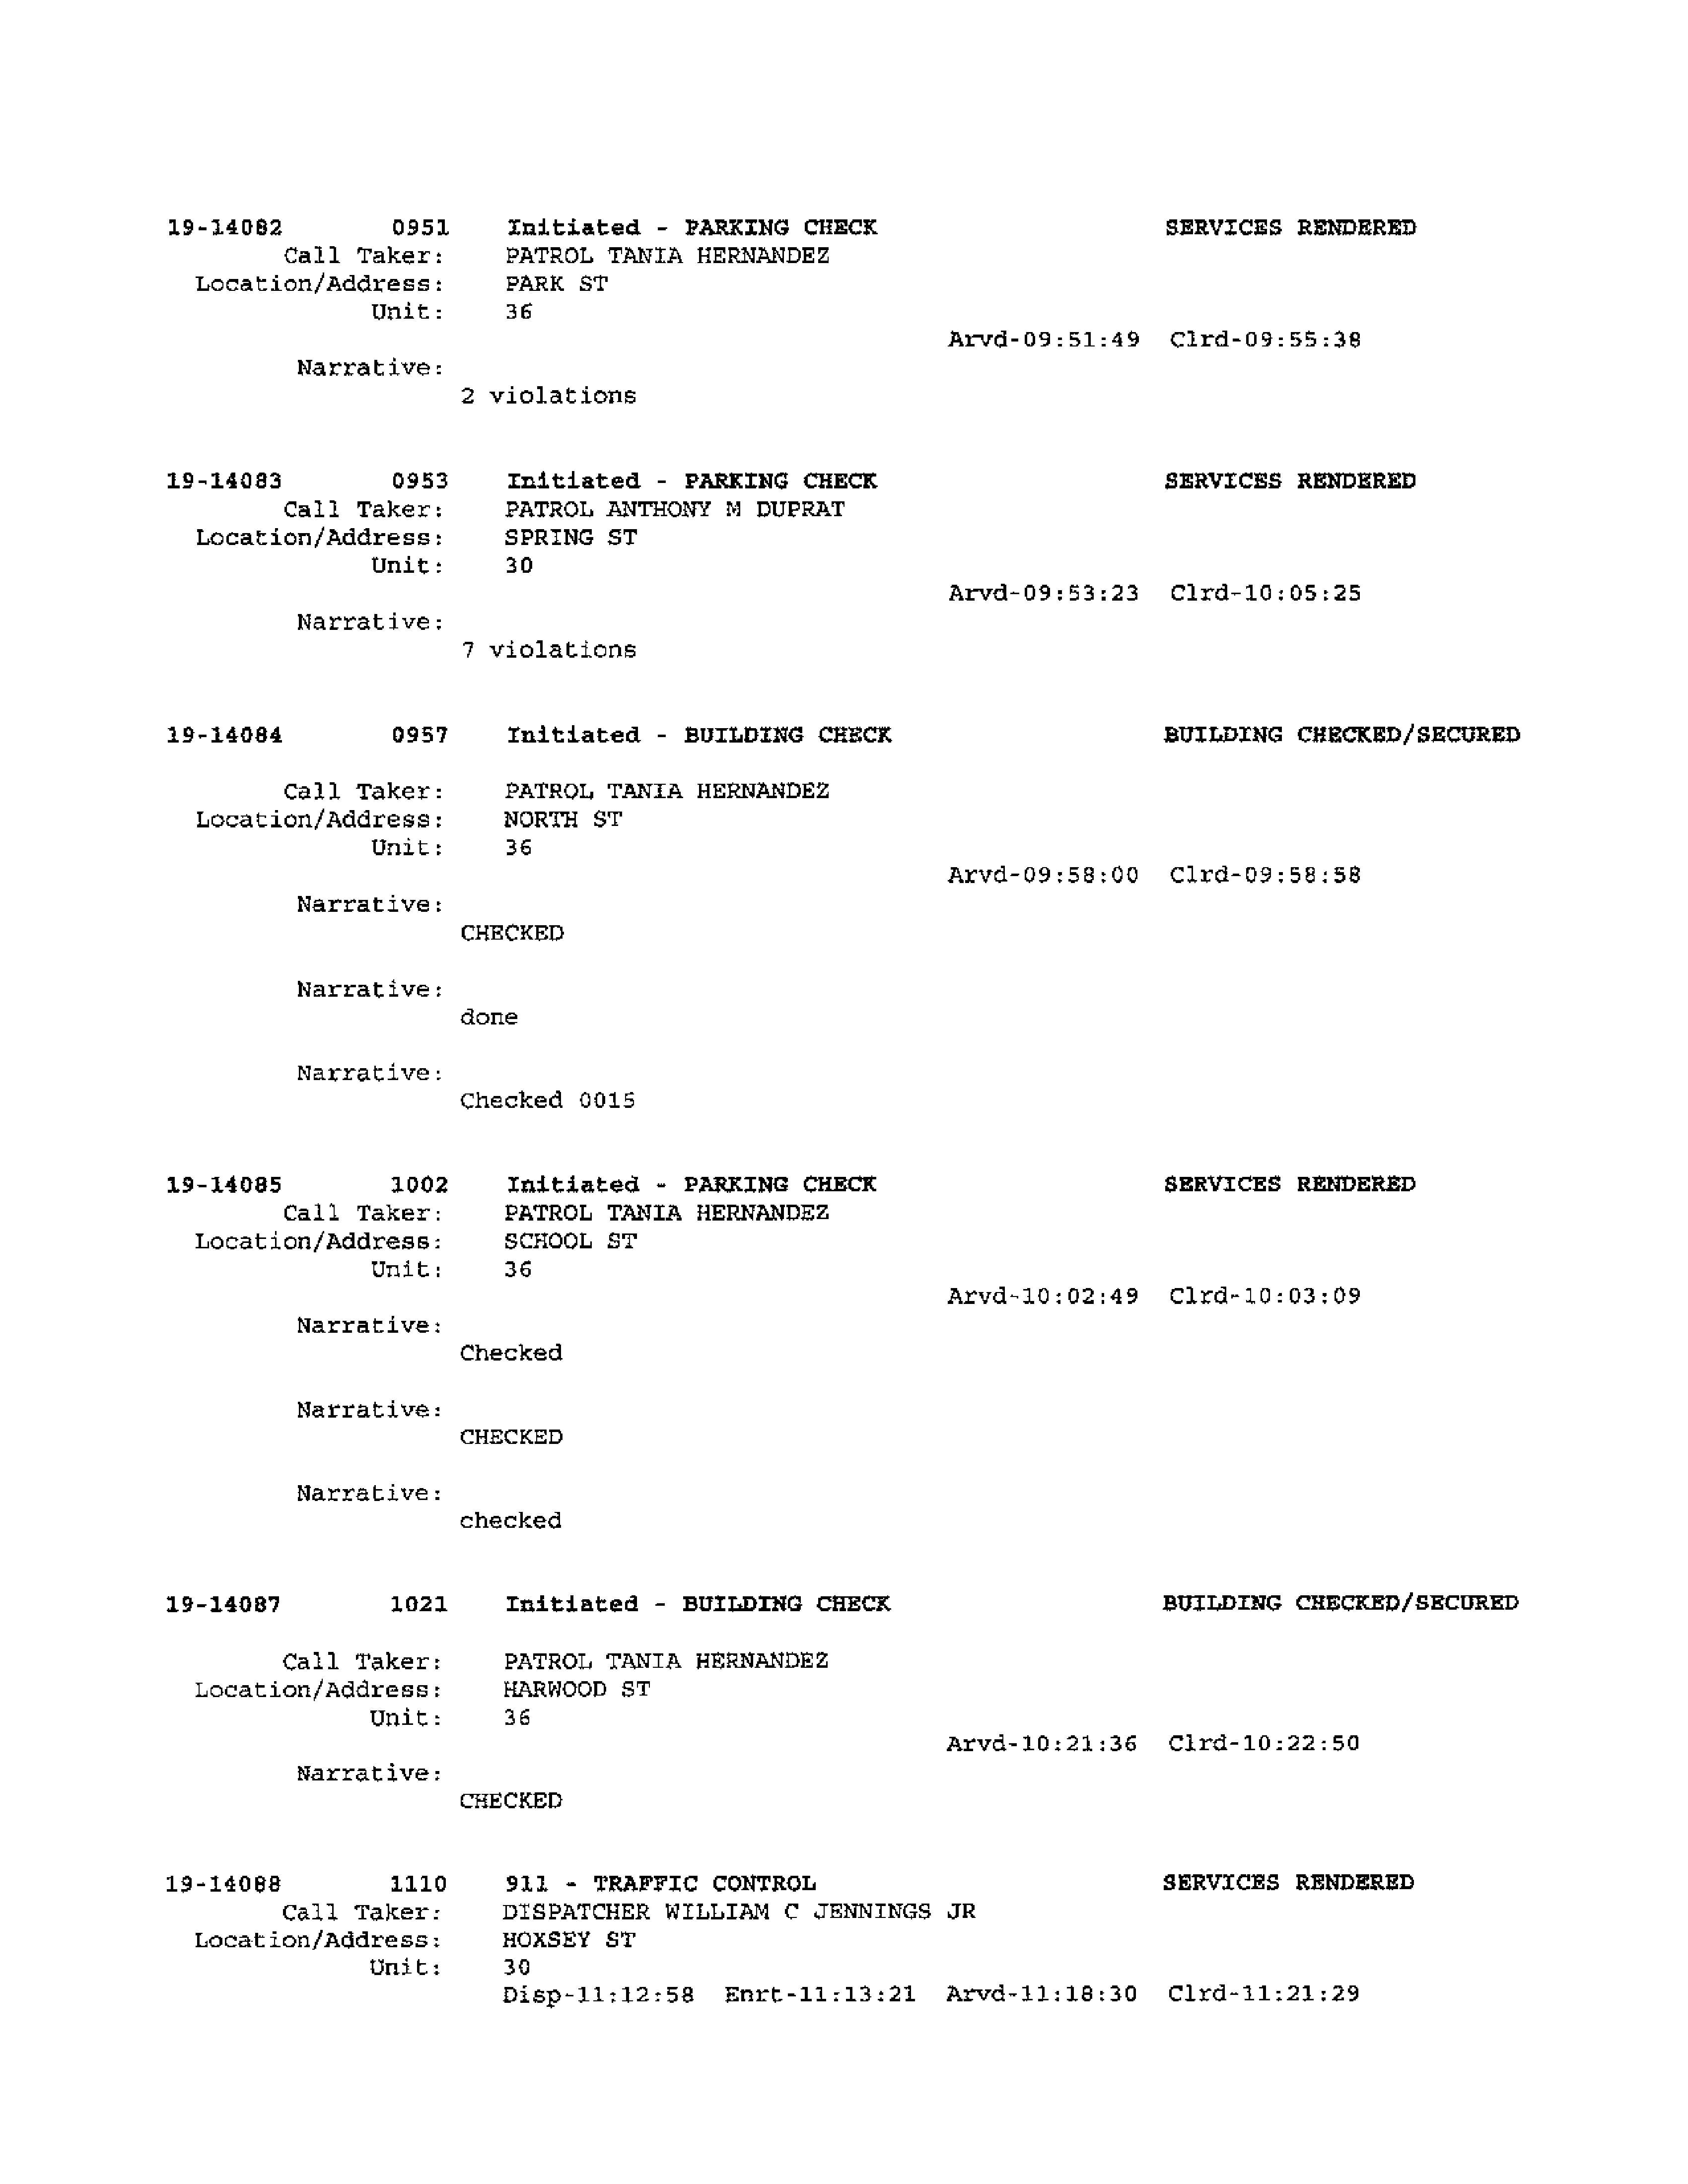 19-14082 0951 Initiated - PARKING CHECK SERVICES RENDERED
Call Taker: PATROL TANIA HERNANDEZ
Location/Address: PARK ST
Unit: 36
Arvd-09:51:49 Clrd-09:55:38
Narrative:
2 violations
19-14083 0953 Initiated - PARKING CHECK SERVICES RENDERED
Call Taker: PATROL ANTHONY M DUPRAT
Location/Address: SPRING ST
Unit: 30
Arvd-09:53:23 Clrd-10:05:25
Narrative:
7 violations
19-14084 0957 Initiated - BUILDING CHECK BUILDING CHECKED/SECURED
Call Taker: PATROL TANIA HERNANDEZ
Location/Address: NORTH ST
Unit: 36
Arvd-09:58:00 Clrd-09:58:58
Narrative:
CHECKED
Narrative:
done
Narrative:
Checked 0015
19-14085 1002 Initiated - PARKING CHECK SERVICES RENDERED
Call Taker: PATROL TANIA HERNANDEZ
Location/Address: SCHOOL ST
Unit: 36
Arvd-10:02:49 Clrd-10:03:09
Narrative:
Checked
Narrative:
CHECKED
Narrative:
checked
19-14087 1021 Initiated - BUILDING CHECK BUILDING CHECKED/SECURED
Call Taker: PATROL TANIA HERNANDEZ
Location/Address: HARWOOD ST
Unit: 36
Arvd-10:21:36 Clrd-10:22:50
Narrative:
CHECKED
19-14088 1110 911 - TRAFFIC CONTROL SERVICES RENDERED
Call Taker: DISPATCHER WILLIAM C JENNINGS JR
Location/Address: HOXSEY ST
Unit: 30
Disp-11:12:58 Enrt-11:13:21 Arvd-11:18:30 Clrd-11:21:29